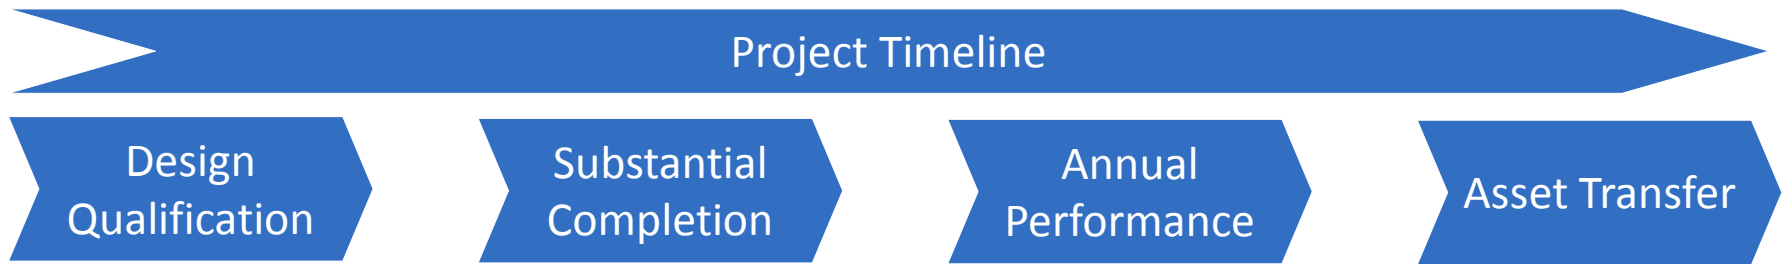 Project Timeline
Design
Qualification
Substantial
Completion
Annual
Performance
Asset Transfer